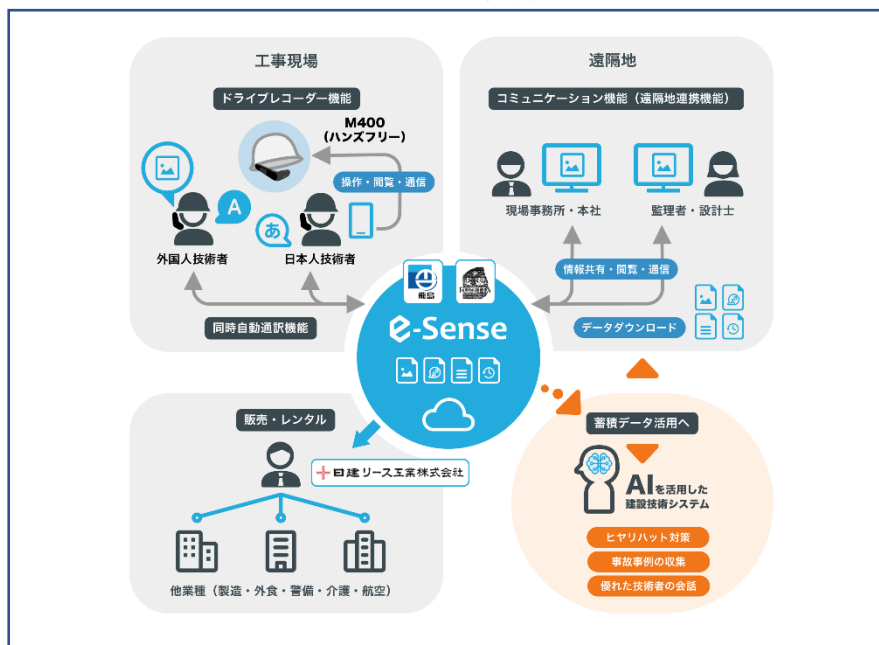 工事現場
ドライブレコーダー機能
M400
(ハンズフリー)
操作・閲覧・通信
A
あ
外国人技術者
日本人技術者
同時自動通訳機能
遠隔地
コミュニケーション機能（遠隔地連携機能）
現場事務所・本社
監理者・設計士
情報共有・閲覧・通信
データダウンロード
飛島
e-Sense
販売・レンタル
日建リース工業株式会社
他業種（製造・外食・警備・介護・航空）
蓄積データ活用へ
AIを活用した
建設技術システム
ヒヤリハット対策
事故事例の収集
優れた技術者の会話